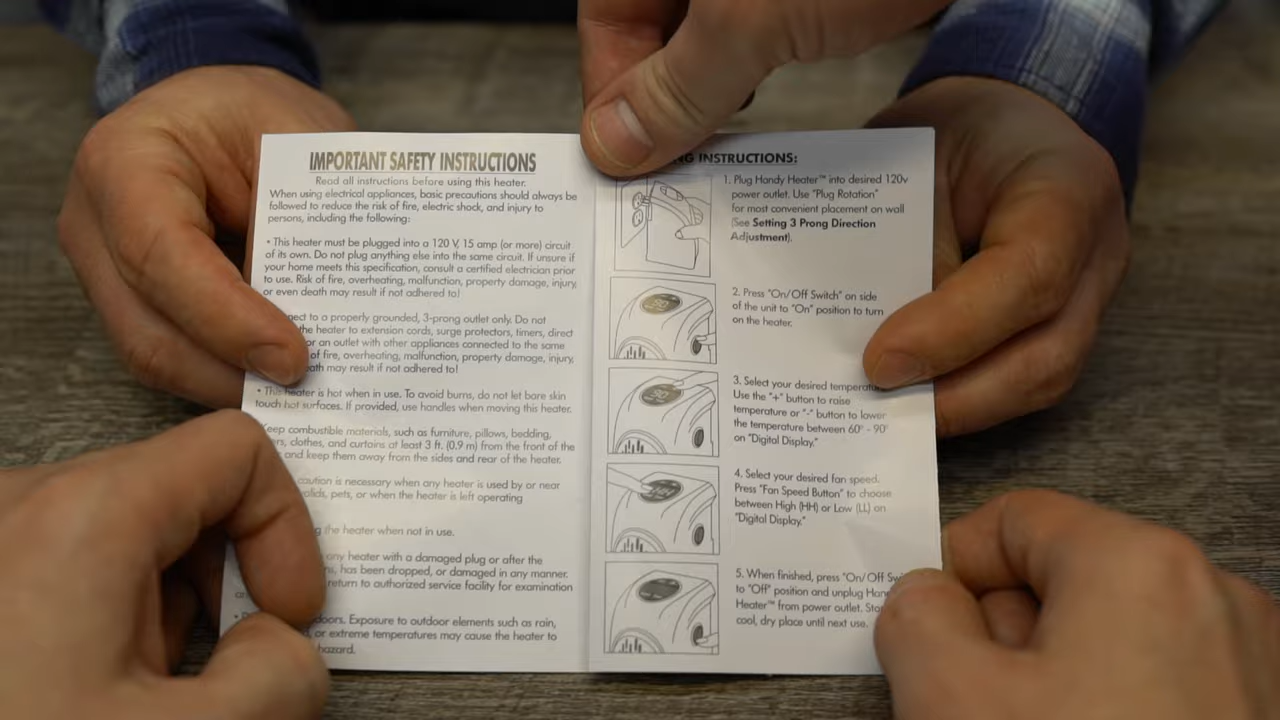 IMPORTANT SAFETY INSTRUCTIONS
Read all instructions before using this heater.
When using electrical appliances, basic precautions should always be
followed to reduce the risk of fire, electric shock, and injury to
persons, including the following:
• This heater must be plugged into a 120 V, 15 amp (or more) circuit
of its own. Do not plug anything else into the same circuit. If unsure if
your home meets this specification, consult a certified electrician prior
to use. Risk of fire, overheating, malfunction, property damage, injury,
or even death may result if not adhered to!
to a properly grounded, 3-prong outlet only. Do not
the heater to extension cords, surge protectors, timers, direct
or an outlet with other appliances connected to the same
of fire, overheating, malfunction, property damage, injury,
may result if not adhered to!
• This heater is hot when in use. To avoid burns, do not let bare skin
touch hot surfaces. If provided, use handles when moving this heater.
combustible materials, such as furniture, pillows, bedding,
clothes, and curtains at least 3 ft. (0.9 m) from the front of the
and keep them away from the sides and rear of the heater.
caution is necessary when any heater is used by or near
pets, or when the heater is left operating
the heater when not in use.
any heater with a damaged plug or after the
has been dropped, or damaged in any manner.
return to authorized service facility for examination
Exposure to outdoor elements such as rain,
or extreme temperatures may cause the heater to
hazard.
INSTRUCTIONS:
1. Plug Handy Heater™ into desired 120v
power outlet. Use "Plug Rotation"
for most convenient placement on wall
(See Setting 3 Prong Direction
Adjustment).
2. Press "On/Off Switch" on side
of the unit to "On" position to turn
on the heater.
3. Select your desired
Use the "+" button to raise
temperature or "-" button to lower
the temperature between 60° - 90°
on "Digital Display."
4. Select your desired fan speed.
Press "Fan Speed Button" to choose
between High (HH) or Low (LL) on
"Digital Display."
5. When finished, press "On/Off
to "Off" position and unplug
Heater™ from power outlet.
cool, dry place until next use.